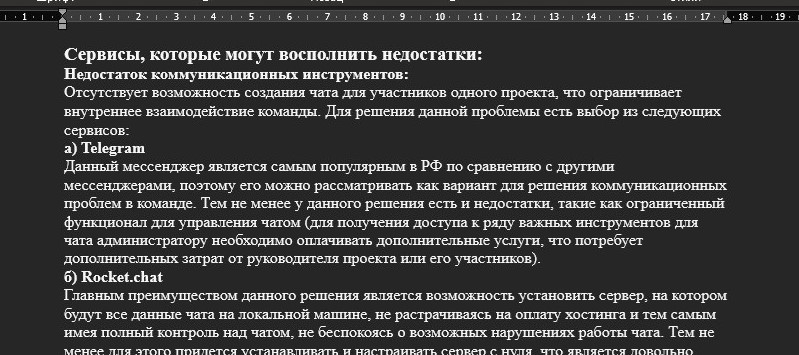 1 1 2 3 4 5 6 7 8 9 10 11 12 13 14 15 16 17 18 19
Сервисы, которые могут восполнить недостатки:
Недостаток коммуникационных инструментов:
Отсутствует возможность создания чата для участников одного проекта, что ограничивает
внутреннее взаимодействие команды. Для решения данной проблемы есть выбор из следующих
сервисов:
а) Telegram
Данный мессенджер является самым популярным в РФ по сравнению с другими
мессенджерами, поэтому его можно рассматривать как вариант для решения коммуникационных
проблем в команде. Тем не менее у данного решения есть и недостатки, такие как ограниченный
функционал для управления чатом (для получения доступа к ряду важных инструментов для
чата администратору необходимо оплачивать дополнительные услуги, что потребует
дополнительных затрат от руководителя проекта или его участников).
б) Rocket.chat
Главным преимуществом данного решения является возможность установить сервер, на котором
будут все данные чата на локальной машине, не растрачиваясь на оплату хостинга и тем самым
имея полный контроль над чатом, не беспокоясь о возможных нарушениях работы чата. Тем не
менее для этого придется устанавливать и настраивать сервер с нуля, что является довольно